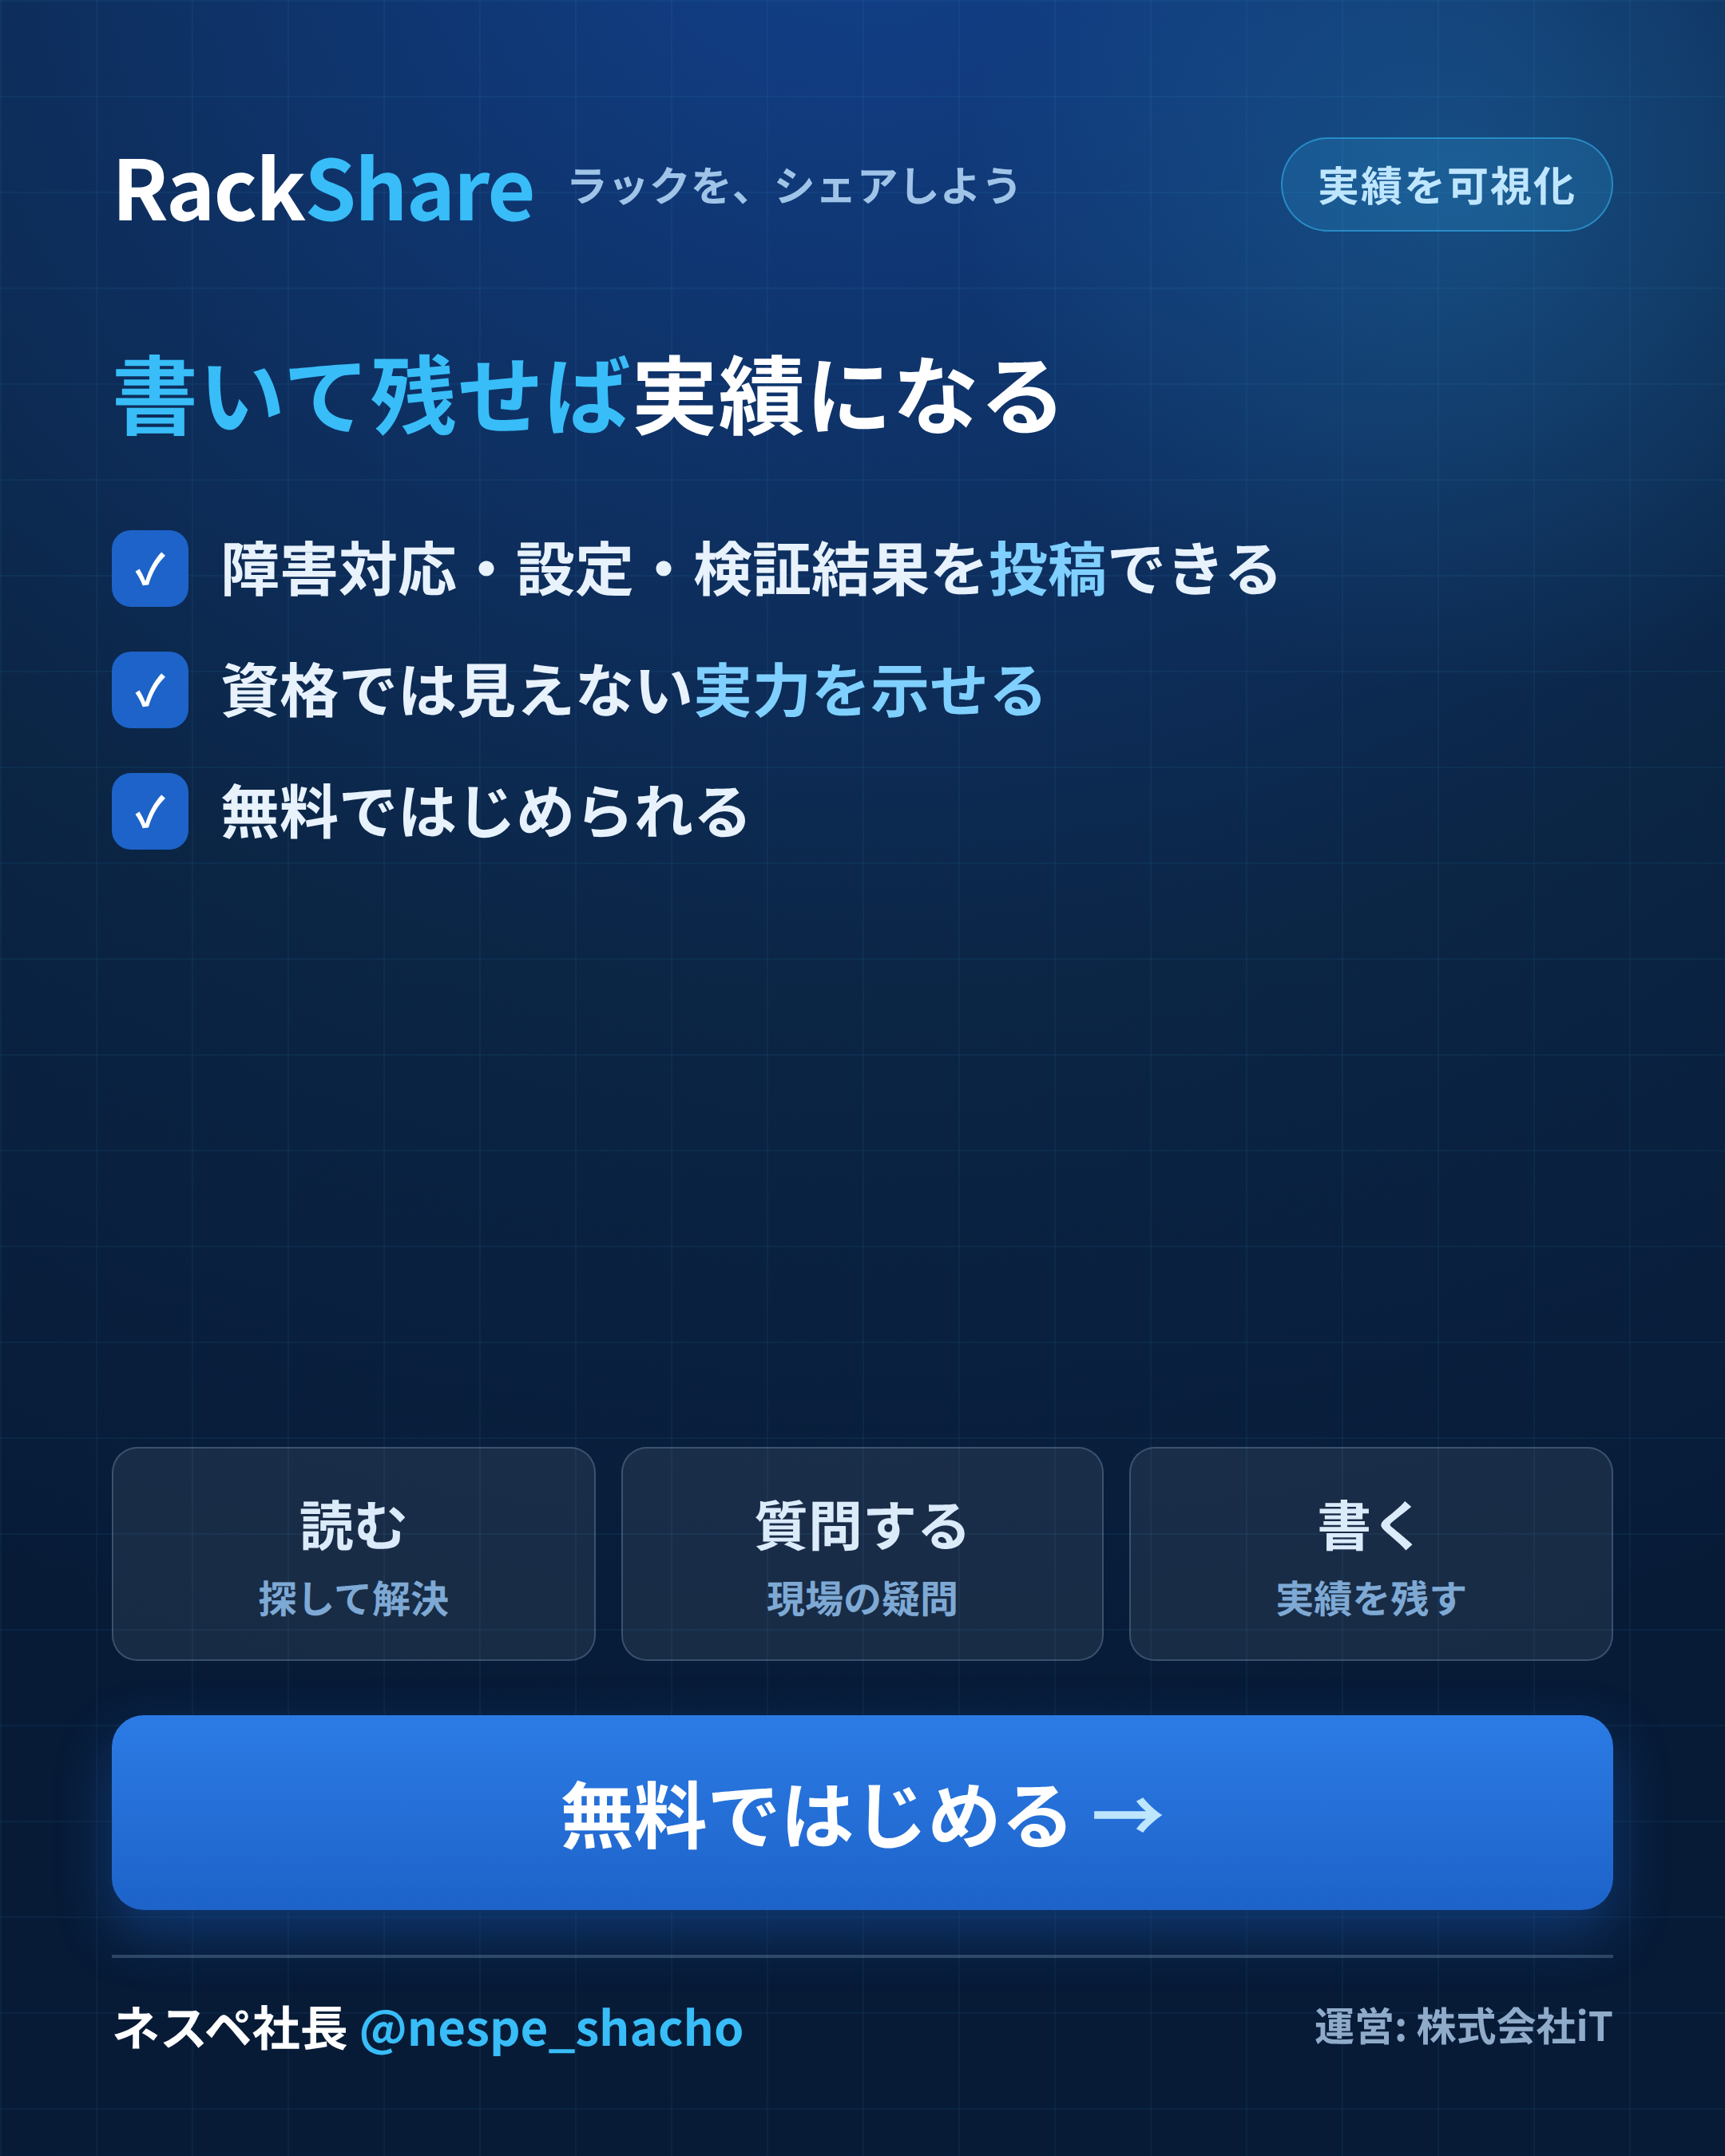 RackShare ラックを、シェアしよう 実績を可視化
書いて残せば実績になる
✓ 障害対応・設定・検証結果を投稿できる
✓ 資格では見えない実力を示せる
✓ 無料ではじめられる
読む 質問する 書く
探して解決 現場の疑問 実績を残す
無料ではじめる →
ネスペ社長 @nespe_shacho 運営: 株式会社iT